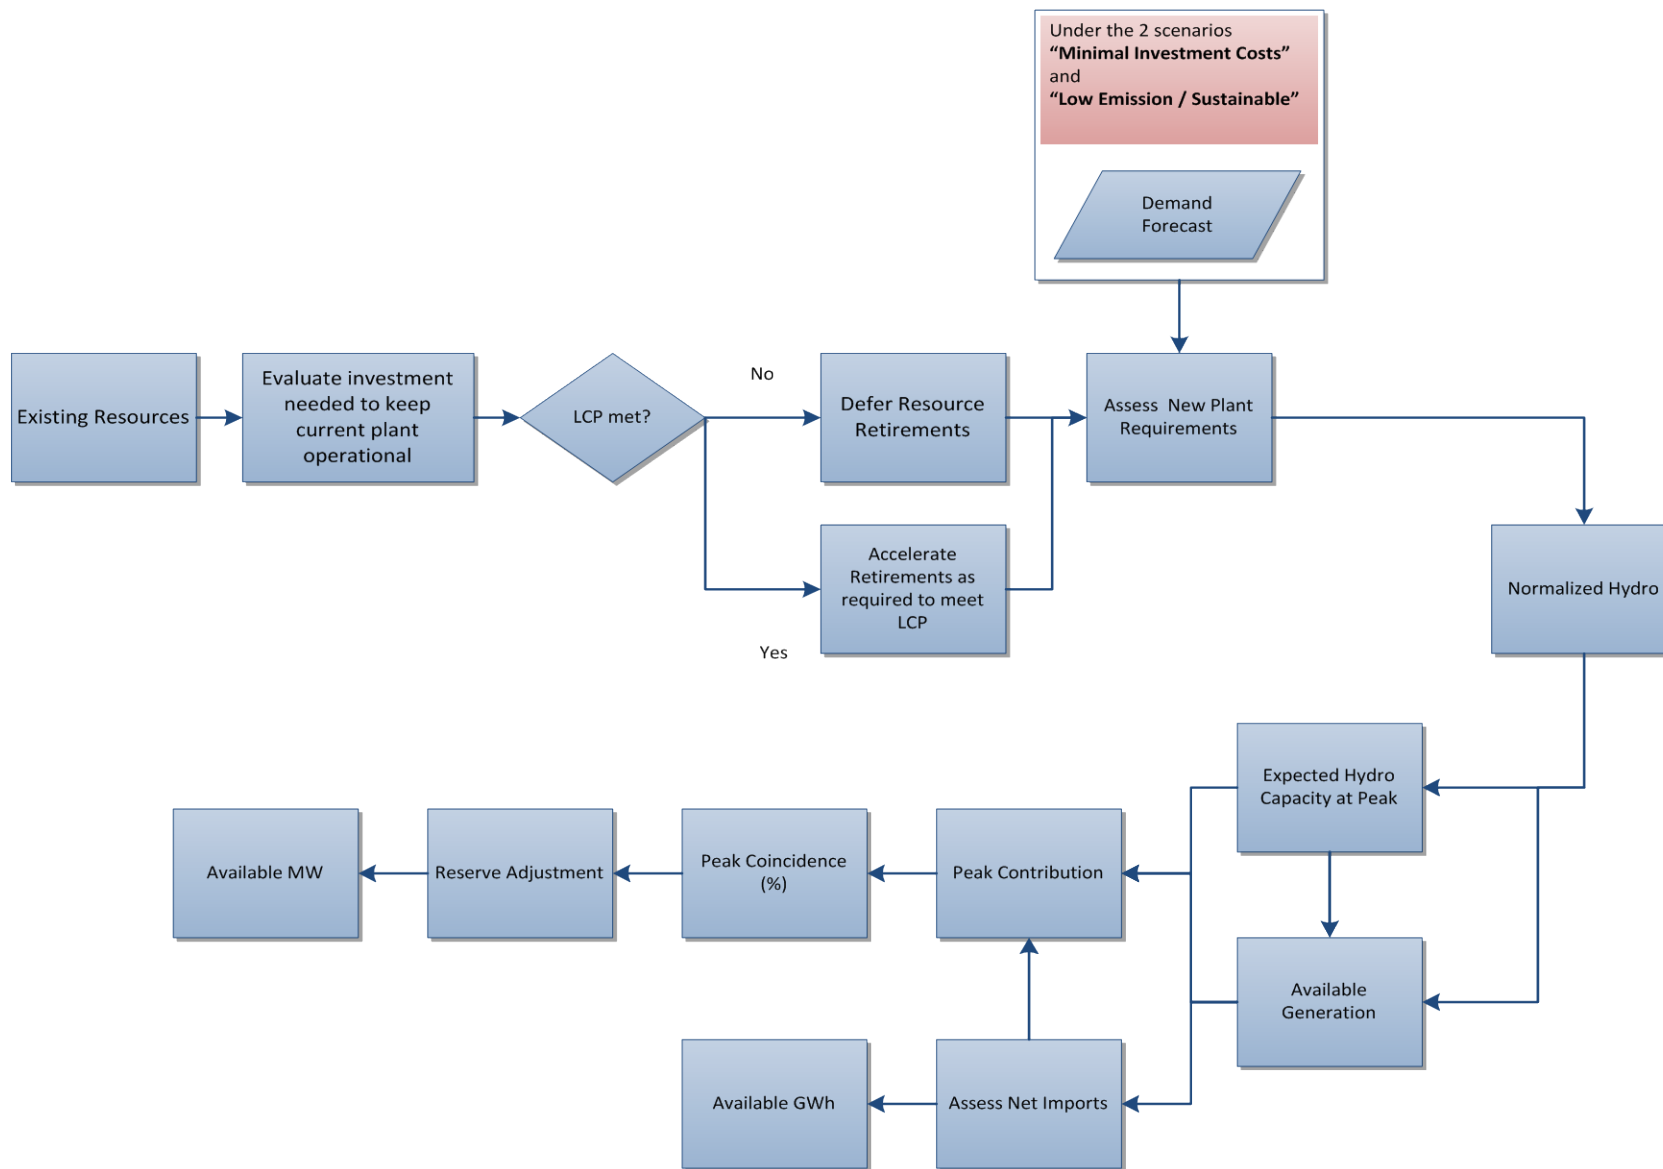 Under the 2 scenarios
“Minimal Investment Costs”
and
“Low Emission / Sustainable”
Demand
Forecast
Existing Resources
Evaluate investment
needed to keep
current plant
operational
LCP met?
No
Defer Resource
Retirements
Assess  New Plant
Requirements
Accelerate
Retirements as
required to meet
LCP
Yes
Normalized Hydro
Expected Hydro
Capacity at Peak
Available MW
Reserve Adjustment
Peak Coincidence
(%)
Peak Contribution
Available
Generation
Available GWh
Assess Net Imports